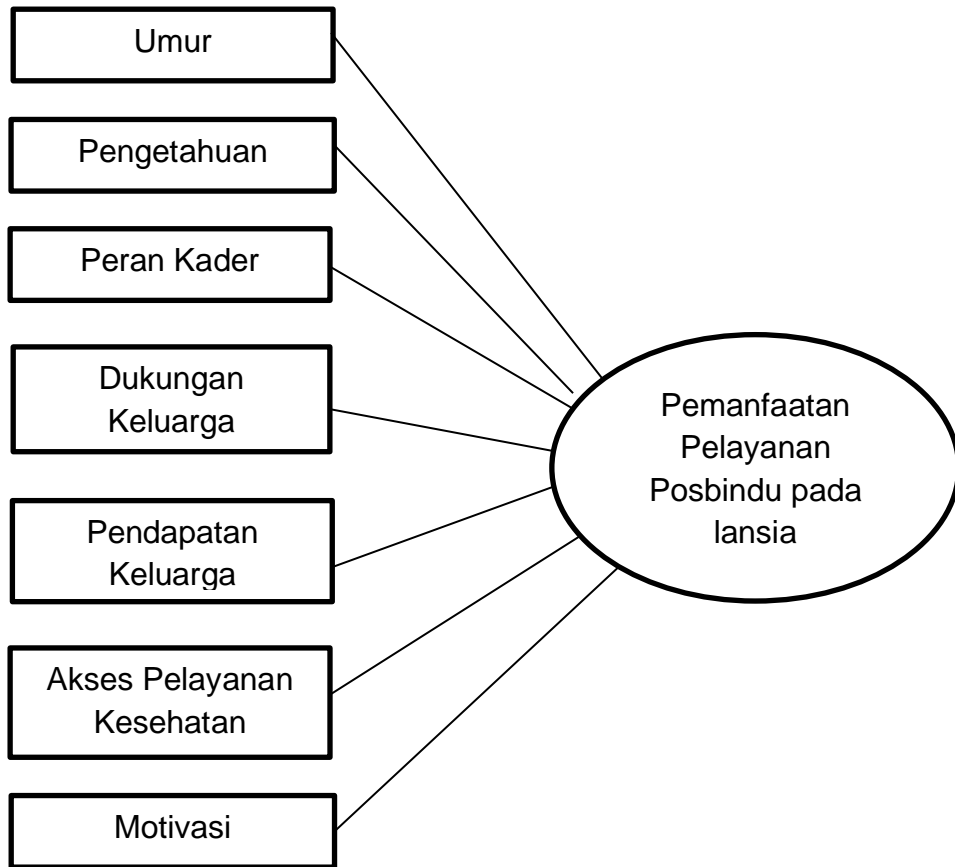 Umur
Pengetahuan
Peran Kader
Dukungan
Keluarga
Pendapatan
Keluarga
Akses Pelayanan
Kesehatan
Motivasi
Pemanfaatan
Pelayanan
Posbindu pada
lansia